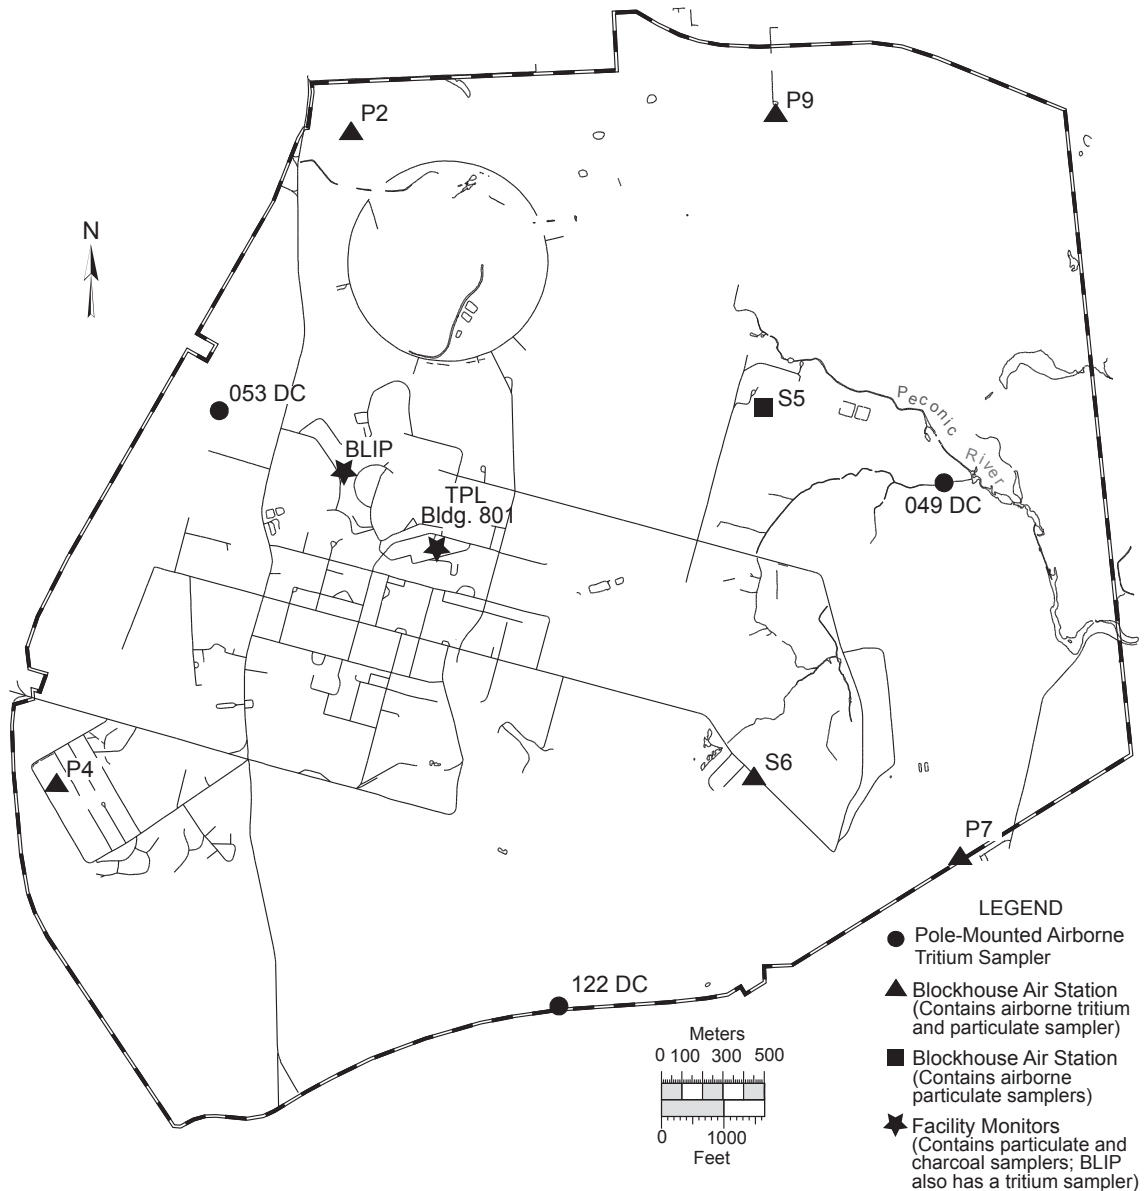 P2
P9
N
053 DC
S5
Peconic
River
BLIP
TPL
Bldg. 801
049 DC
P4
S6
P7
LEGEND
Pole-Mounted Airborne
Tritium Sampler
122 DC
Blockhouse Air Station
(Contains airborne tritium
and particulate sampler)
Meters
0 100 300 500
Blockhouse Air Station
(Contains airborne
particulate samplers)
Facility Monitors
(Contains particulate and
charcoal samplers; BLIP
also has a tritium sampler)
0 1000
Feet